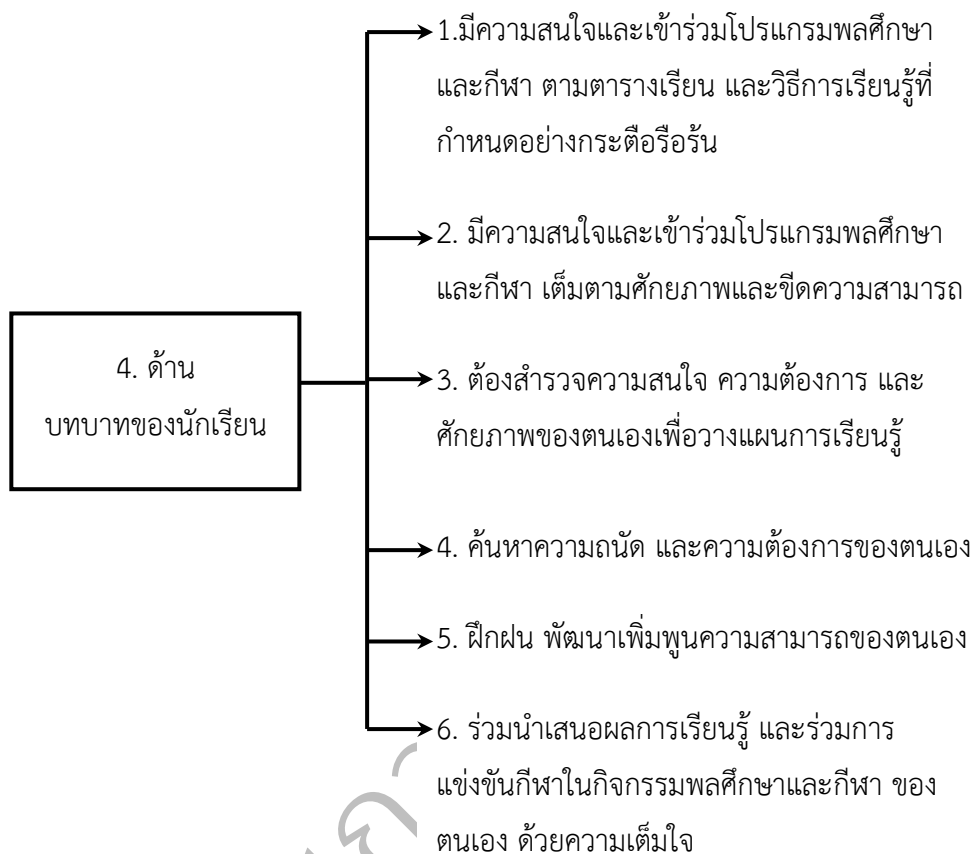 1.มีความสนใจและเข้าร่วมโปรแกรมพลศึกษา
และกีฬา ตามตารางเรียน และวิธีการเรียนรู้ที่
กำหนดอย่างกระตือรือร้น
2. มีความสนใจและเข้าร่วมโปรแกรมพลศึกษา
และกีฬา เต็มตามศักยภาพและขีดความสามารถ
4. ด้าน
บทบาทของนักเรียน
3. ต้องสำรวจความสนใจ ความต้องการ และ
ศักยภาพของตนเองเพื่อวางแผนการเรียนรู้
4. ค้นหาความถนัด และความต้องการของตนเอง
5. ฝึกฝน พัฒนาเพิ่มพูนความสามารถของตนเอง
6. ร่วมนำเสนอผลการเรียนรู้ และร่วมการ
แข่งขันกีฬาในกิจกรรมพลศึกษาและกีฬา ของ
ตนเอง ด้วยความเต็มใจ